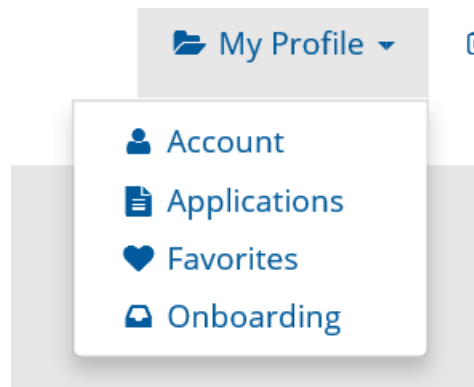 My Profile
Account
Applications
Favorites
Onboarding